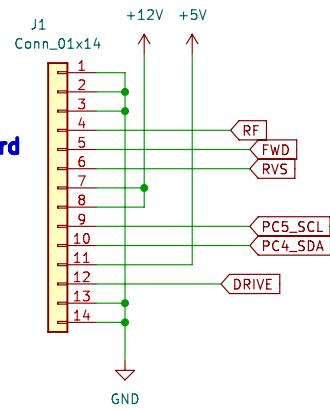 +12V +5V
J1
Conn_01x14
1
2
3
4 RF
rd
5 FWD
6 RVS
7
8
9 PC5_SCL
10 PC4_SDA
11
12 DRIVE
13
14
GND